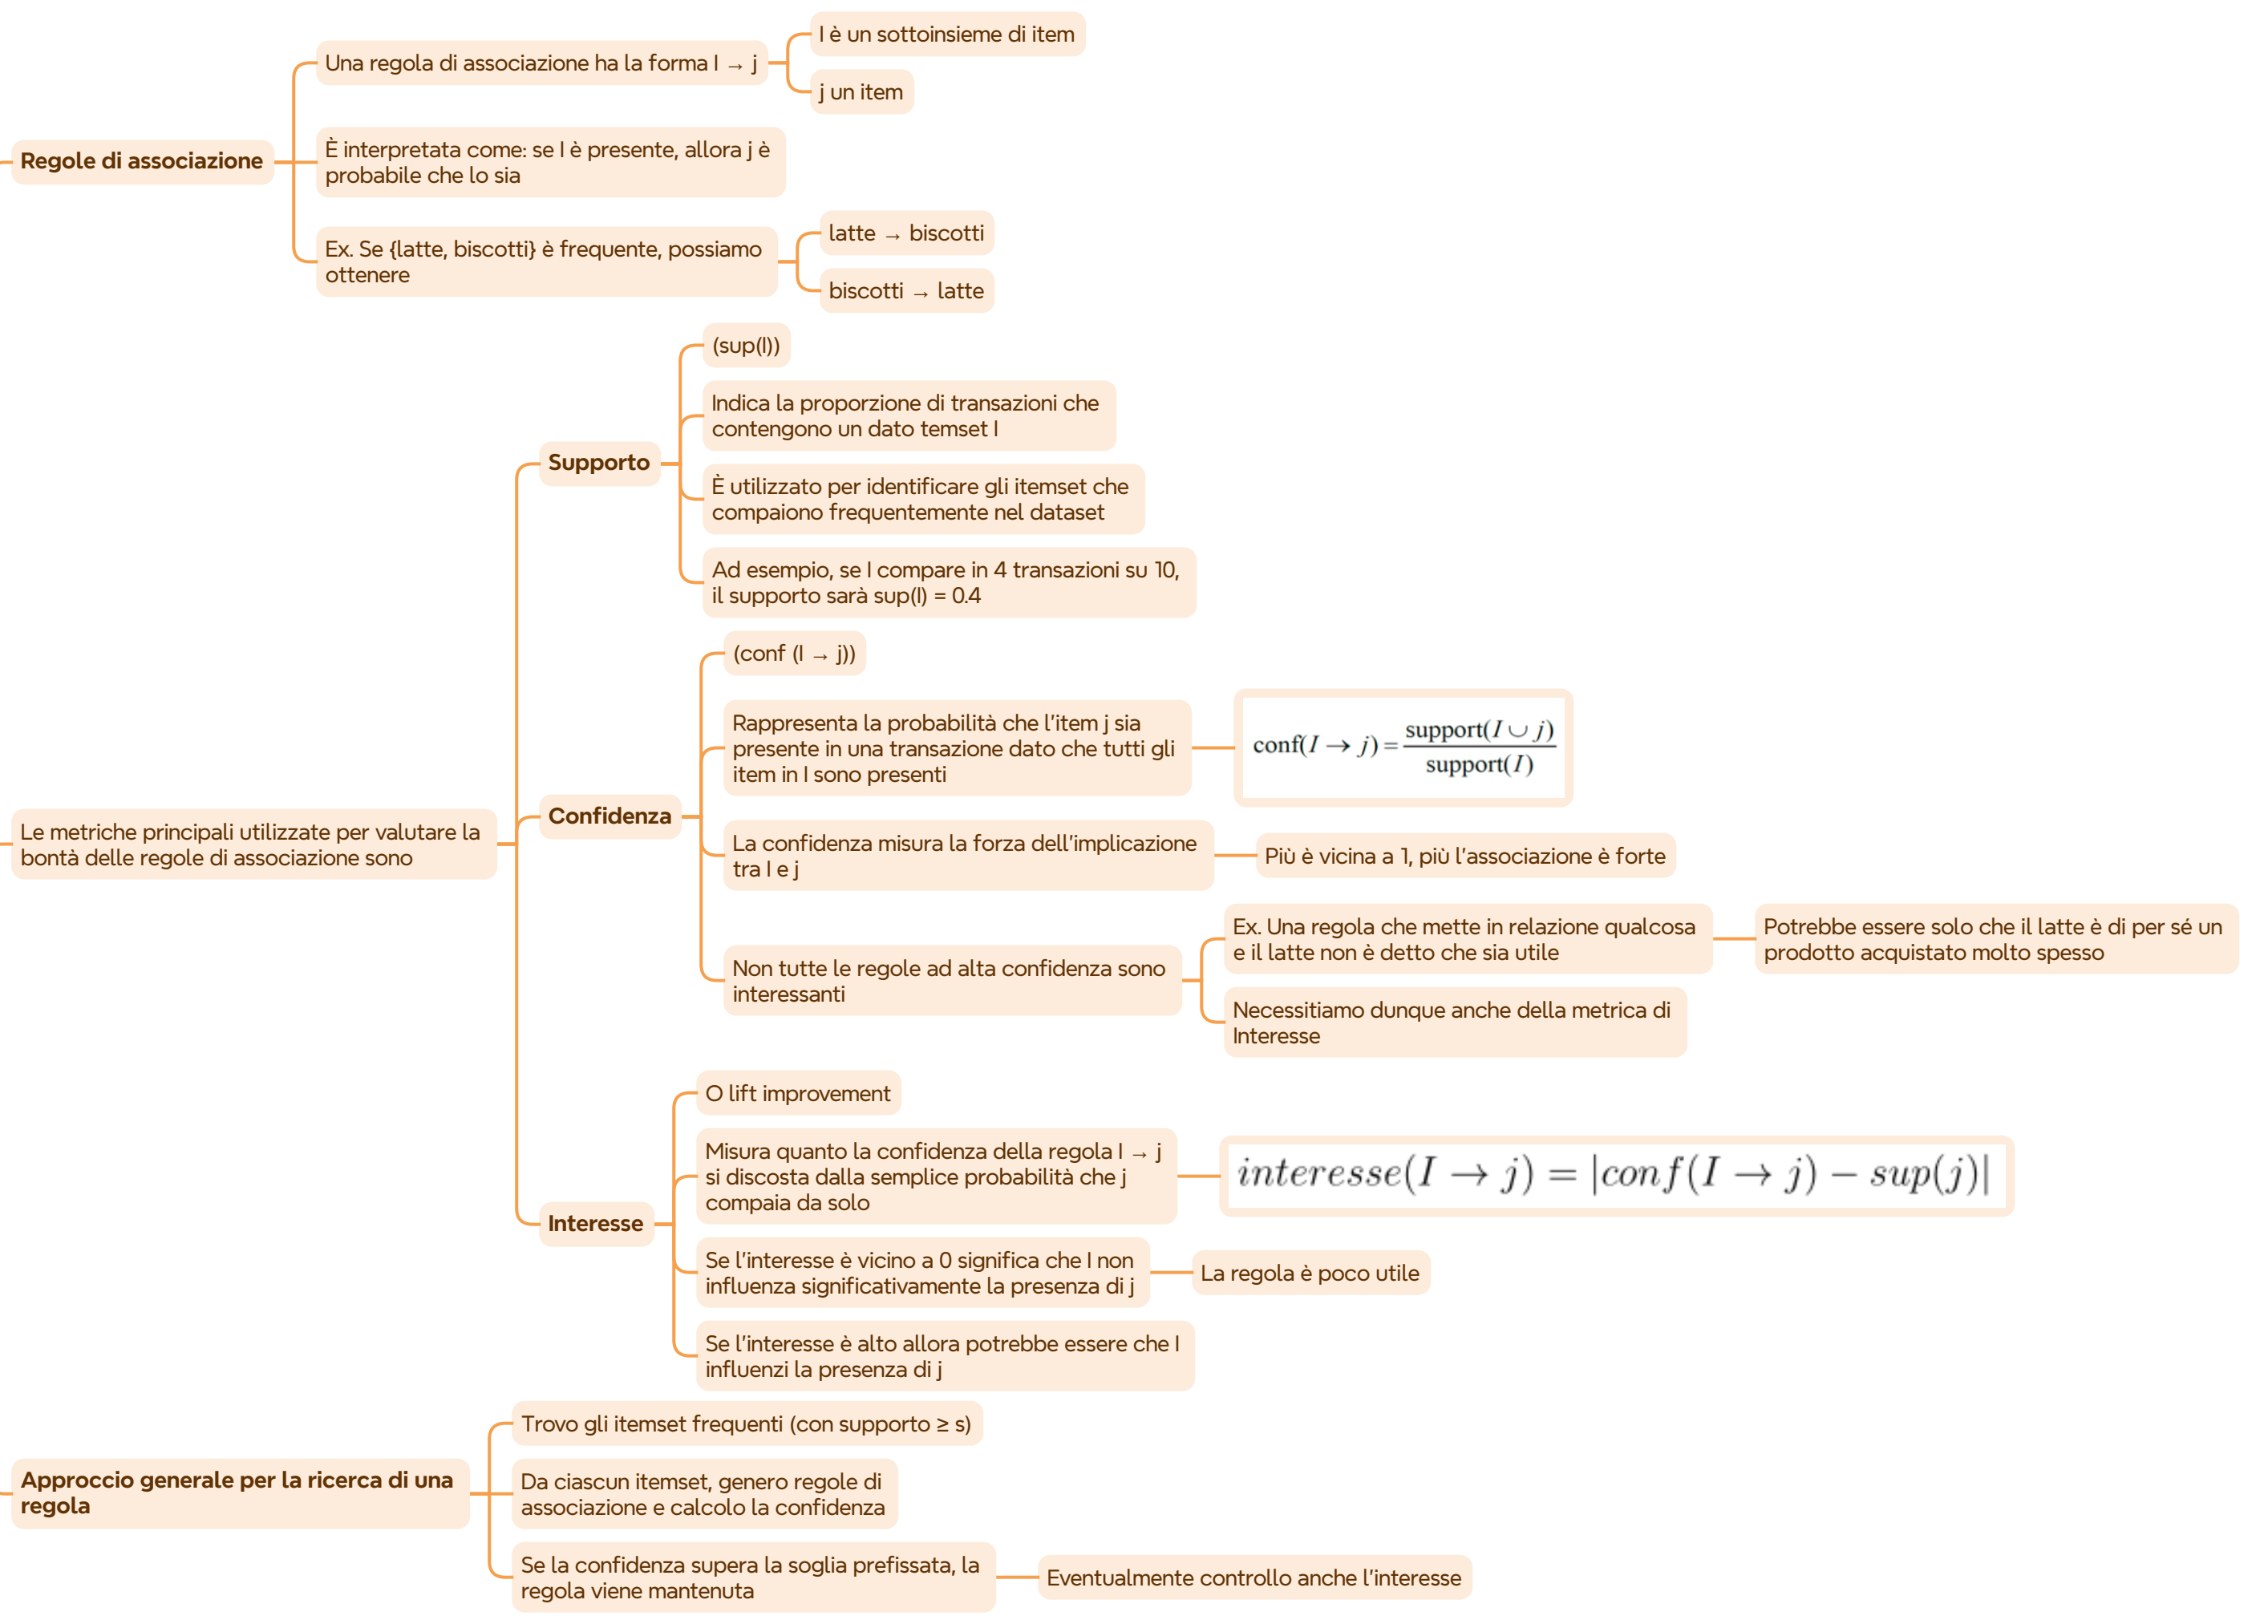 Regole di associazione
Una regola di associazione ha la forma I → j
I è un sottoinsieme di item
j un item
È interpretata come: se I è presente, allora j è
probabile che lo sia
Ex. Se {latte, biscotti} è frequente, possiamo
ottenere
latte → biscotti
biscotti → latte
Le metriche principali utilizzate per valutare la
bontà delle regole di associazione sono
Supporto
(sup(I))
Indica la proporzione di transazioni che
contengono un dato temset I
È utilizzato per identificare gli itemset che
compaiono frequentemente nel dataset
Ad esempio, se I compare in 4 transazioni su 10,
il supporto sarà sup(I) = 0.4
Confidenza
(conf (I → j))
Rappresenta la probabilità che l'item j sia
presente in una transazione dato che tutti gli
item in I sono presenti
conf(I → j) = support(I ∪ j) / support(I)
La confidenza misura la forza dell'implicazione
tra I e j
Più è vicina a 1, più l'associazione è forte
Non tutte le regole ad alta confidenza sono
interessanti
Ex. Una regola che mette in relazione qualcosa
e il latte non è detto che sia utile
Potrebbe essere solo che il latte è di per sé un
prodotto acquistato molto spesso
Necessitiamo dunque anche della metrica di
Interesse
Interesse
O lift improvement
Misura quanto la confidenza della regola I → j
si discosta dalla semplice probabilità che j
compaia da solo
interesse(I → j) = |conf(I → j) − sup(j)|
Se l'interesse è vicino a 0 significa che I non
influenza significativamente la presenza di j
La regola è poco utile
Se l'interesse è alto allora potrebbe essere che I
influenzi la presenza di j
Approccio generale per la ricerca di una
regola
Trovo gli itemset frequenti (con supporto ≥ s)
Da ciascun itemset, genero regole di
associazione e calcolo la confidenza
Se la confidenza supera la soglia prefissata, la
regola viene mantenuta
Eventualmente controllo anche l'interesse